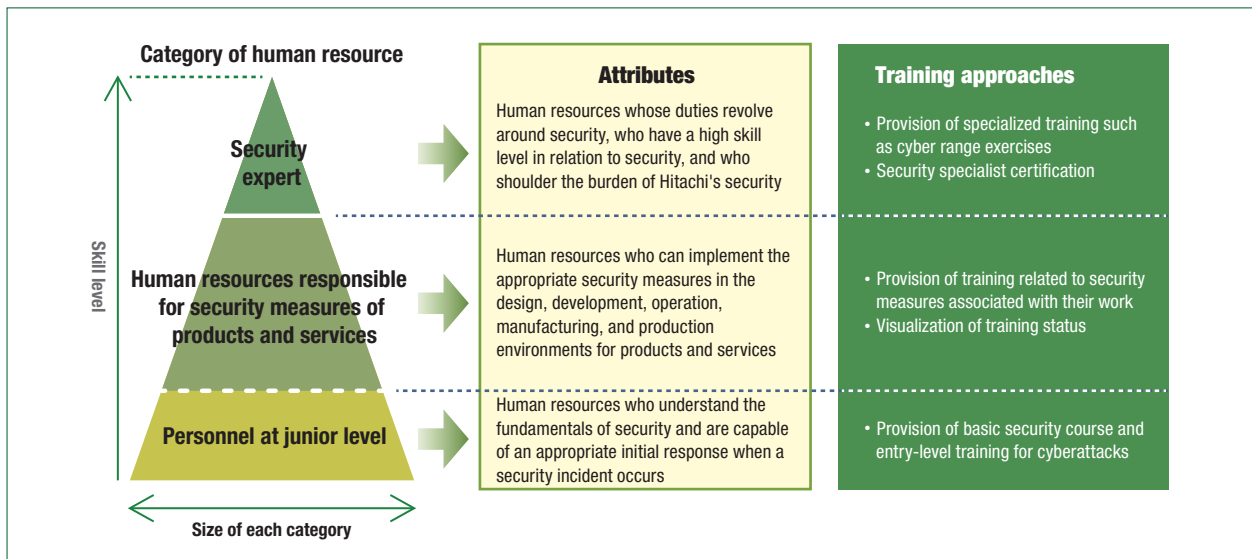 Category of human resource
Skill level
Security
expert
Human resources responsible
for security measures of
products and services
Personnel at junior level
Size of each category
Attributes
Human resources whose duties revolve
around security, who have a high skill
level in relation to security, and who
shoulder the burden of Hitachi's security
Human resources who can implement the
appropriate security measures in the
design, development, operation,
manufacturing, and production
environments for products and services
Human resources who understand the
fundamentals of security and are capable
of an appropriate initial response when a
security incident occurs
Training approaches
• Provision of specialized training such
as cyber range exercises
• Security specialist certification
• Provision of training related to security
measures associated with their work
• Visualization of training status
• Provision of basic security course and
entry-level training for cyberattacks